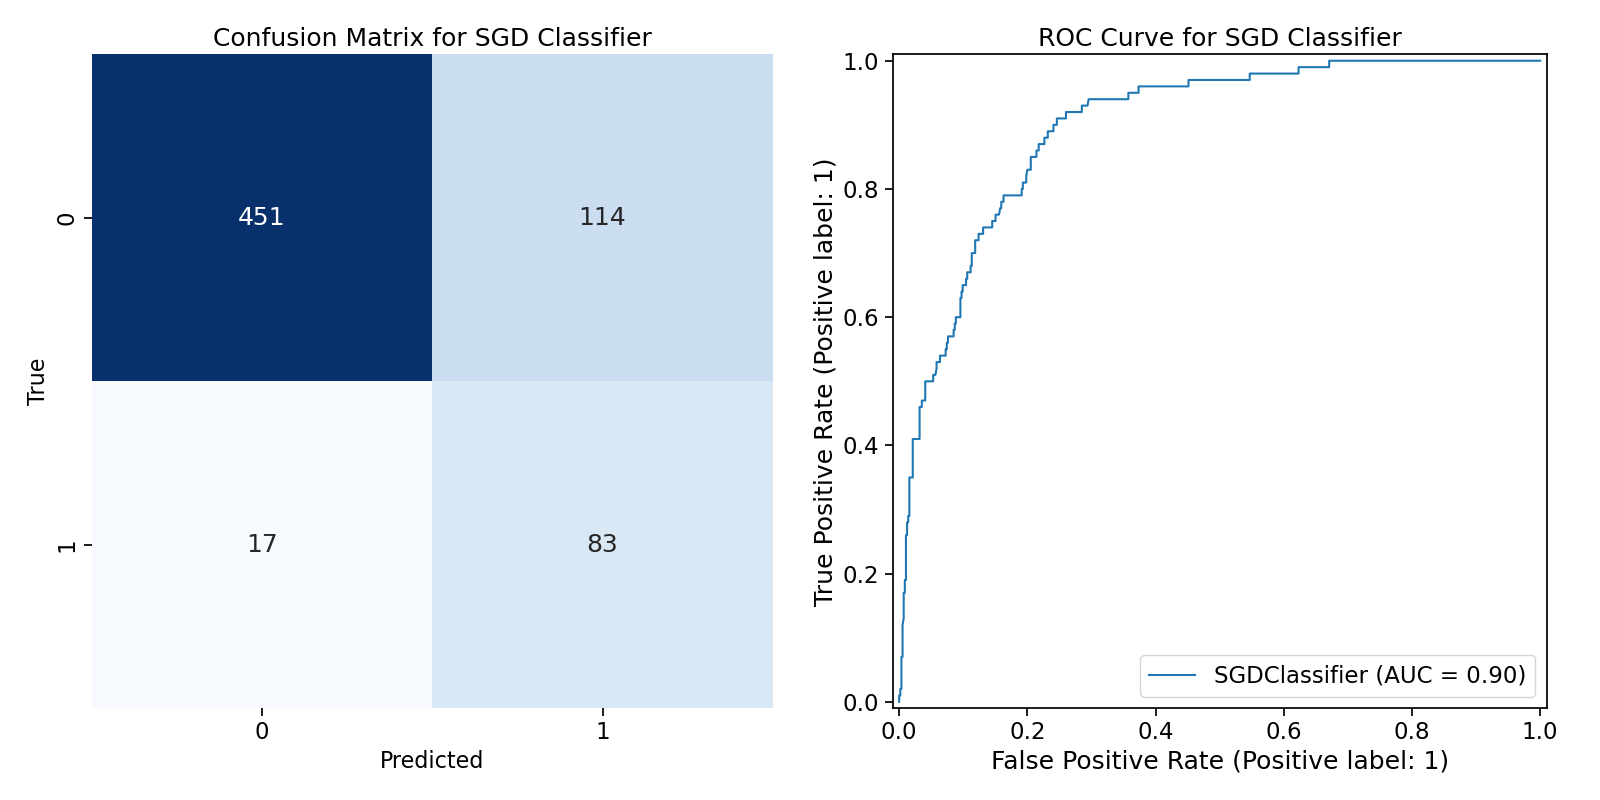 Confusion Matrix for SGD Classifier
True
0
1
451
114
17
83
0
1
Predicted
ROC Curve for SGD Classifier
True Positive Rate (Positive label: 1)
1.0
0.8
0.6
0.4
0.2
0.0
SGDClassifier (AUC = 0.90)
0.0
0.2
0.4
0.6
0.8
1.0
False Positive Rate (Positive label: 1)